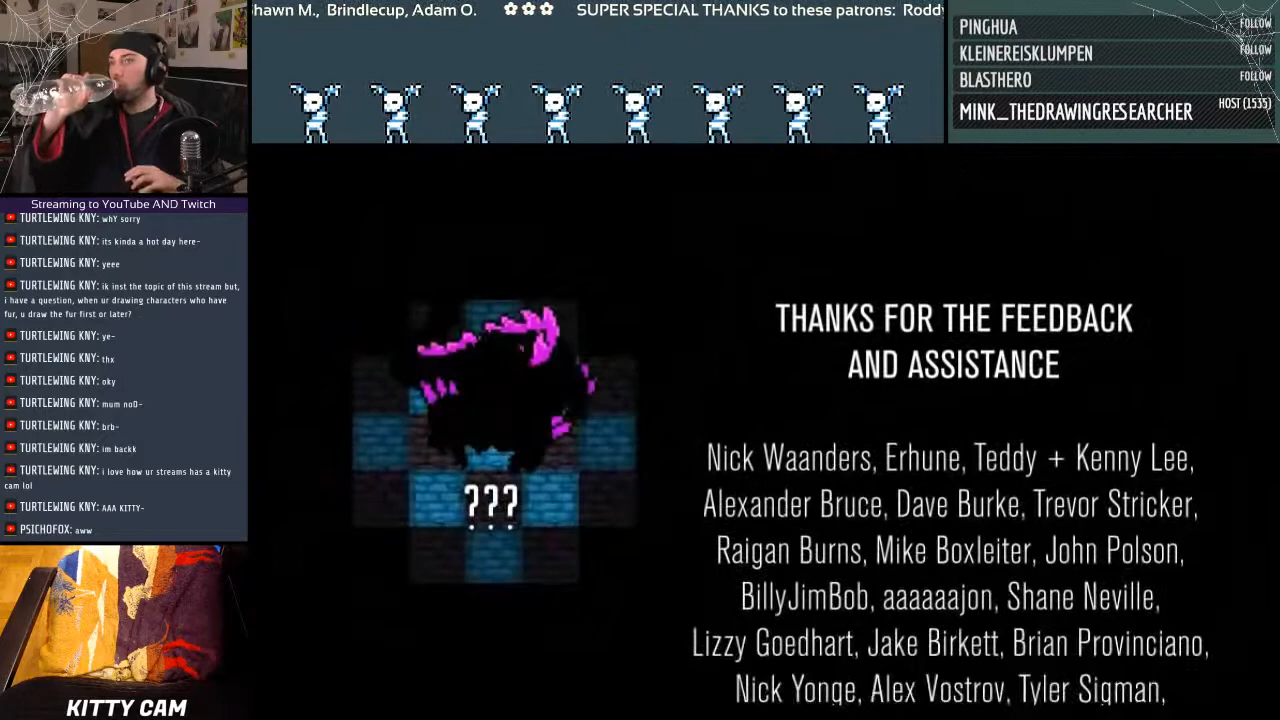 Shawn M., Brindlecup, Adam O. ✿✿✿ SUPER SPECIAL THANKS to these patrons: Roddy
PINGHUA FOLLOW
KLEINEREISKLUMPEN FOLLOW
BLASTHERO FOLLOW
MINK_THEDRAWINGRESEARCHER HOST (1535)
Streaming to YouTube AND Twitch
TURTLEWING KNY: whY sorry
TURTLEWING KNY: its kinda a hot day here-
TURTLEWING KNY: yeee
TURTLEWING KNY: ik inst the topic of this stream but,
i have a question, when ur drawing characters who have
fur, u draw the fur first or later?
TURTLEWING KNY: ye-
TURTLEWING KNY: thx
TURTLEWING KNY: oky
TURTLEWING KNY: mum noO-
TURTLEWING KNY: brb-
TURTLEWING KNY: im backk
TURTLEWING KNY: i love how ur streams has a kitty
cam lol
TURTLEWING KNY: AAA KITTY-
PSICHOFOX: aww
KITTY CAM
???
THANKS FOR THE FEEDBACK
AND ASSISTANCE
Nick Waanders, Erhune, Teddy + Kenny Lee,
Alexander Bruce, Dave Burke, Trevor Stricker,
Raigan Burns, Mike Boxleiter, John Polson,
BillyJimBob, aaaaaajon, Shane Neville,
Lizzy Goedhart, Jake Birkett, Brian Provinciano,
Nick Yonge, Alex Vostrov, Tyler Sigman,